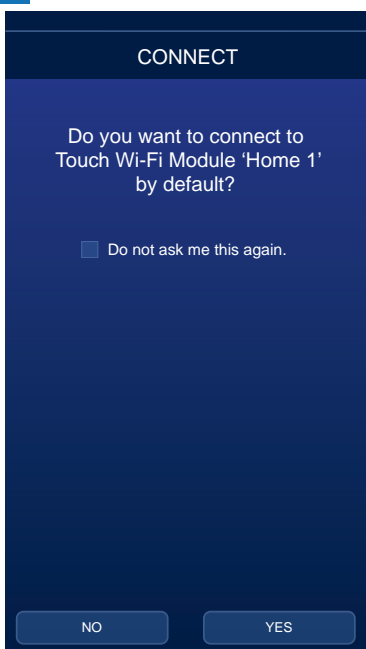 CONNECT
Do you want to connect to
Touch Wi-Fi Module ‘Home 1’
by default?
Do not ask me this again.
NO
YES